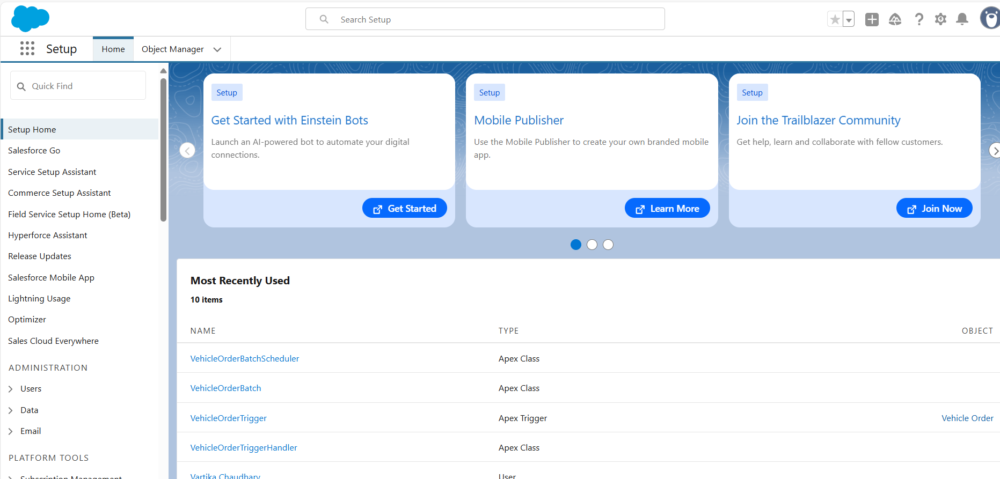 Search Setup
Setup
Home
Object Manager
Quick Find
Setup Home
Salesforce Go
Service Setup Assistant
Commerce Setup Assistant
Field Service Setup Home (Beta)
Hyperforce Assistant
Release Updates
Salesforce Mobile App
Lightning Usage
Optimizer
Sales Cloud Everywhere
ADMINISTRATION
Users
Data
Email
PLATFORM TOOLS
Subscription Management
Setup
Get Started with Einstein Bots
Launch an AI-powered bot to automate your digital
connections.
Get Started
Setup
Mobile Publisher
Use the Mobile Publisher to create your own branded mobile
app.
Learn More
Setup
Join the Trailblazer Community
Get help, learn and collaborate with fellow customers.
Join Now
Most Recently Used
10 items
NAME TYPE OBJECT
VehicleOrderBatchScheduler Apex Class
VehicleOrderBatch Apex Class
VehicleOrderTrigger Apex Trigger Vehicle Order
VehicleOrderTriggerHandler Apex Class
Vartika Chaudhary User